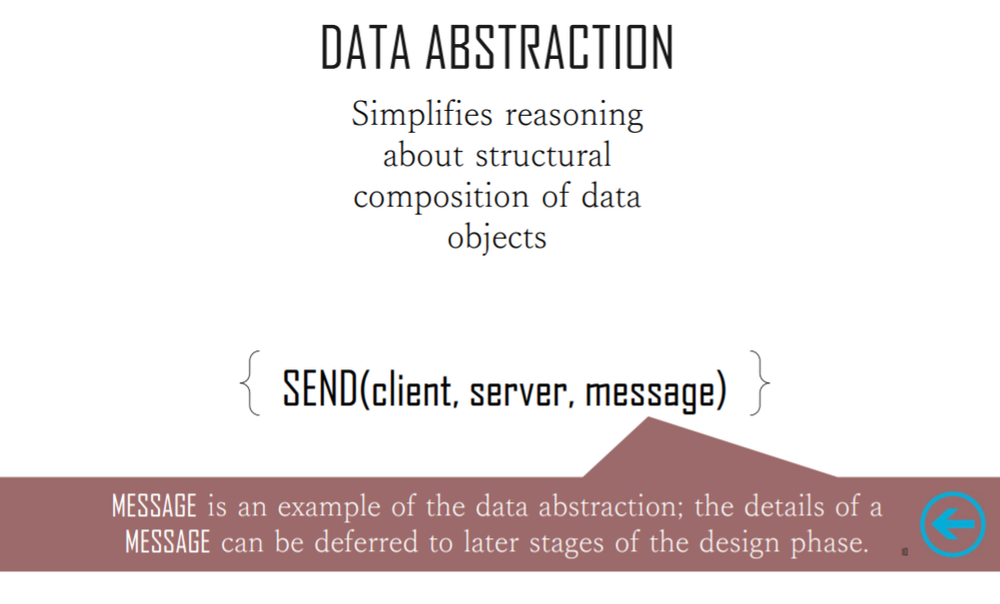 DATA ABSTRACTION
Simplifies reasoning
about structural
composition of data
objects
{ SEND(client, server, message) }
MESSAGE is an example of the data abstraction; the details of a
MESSAGE can be deferred to later stages of the design phase.